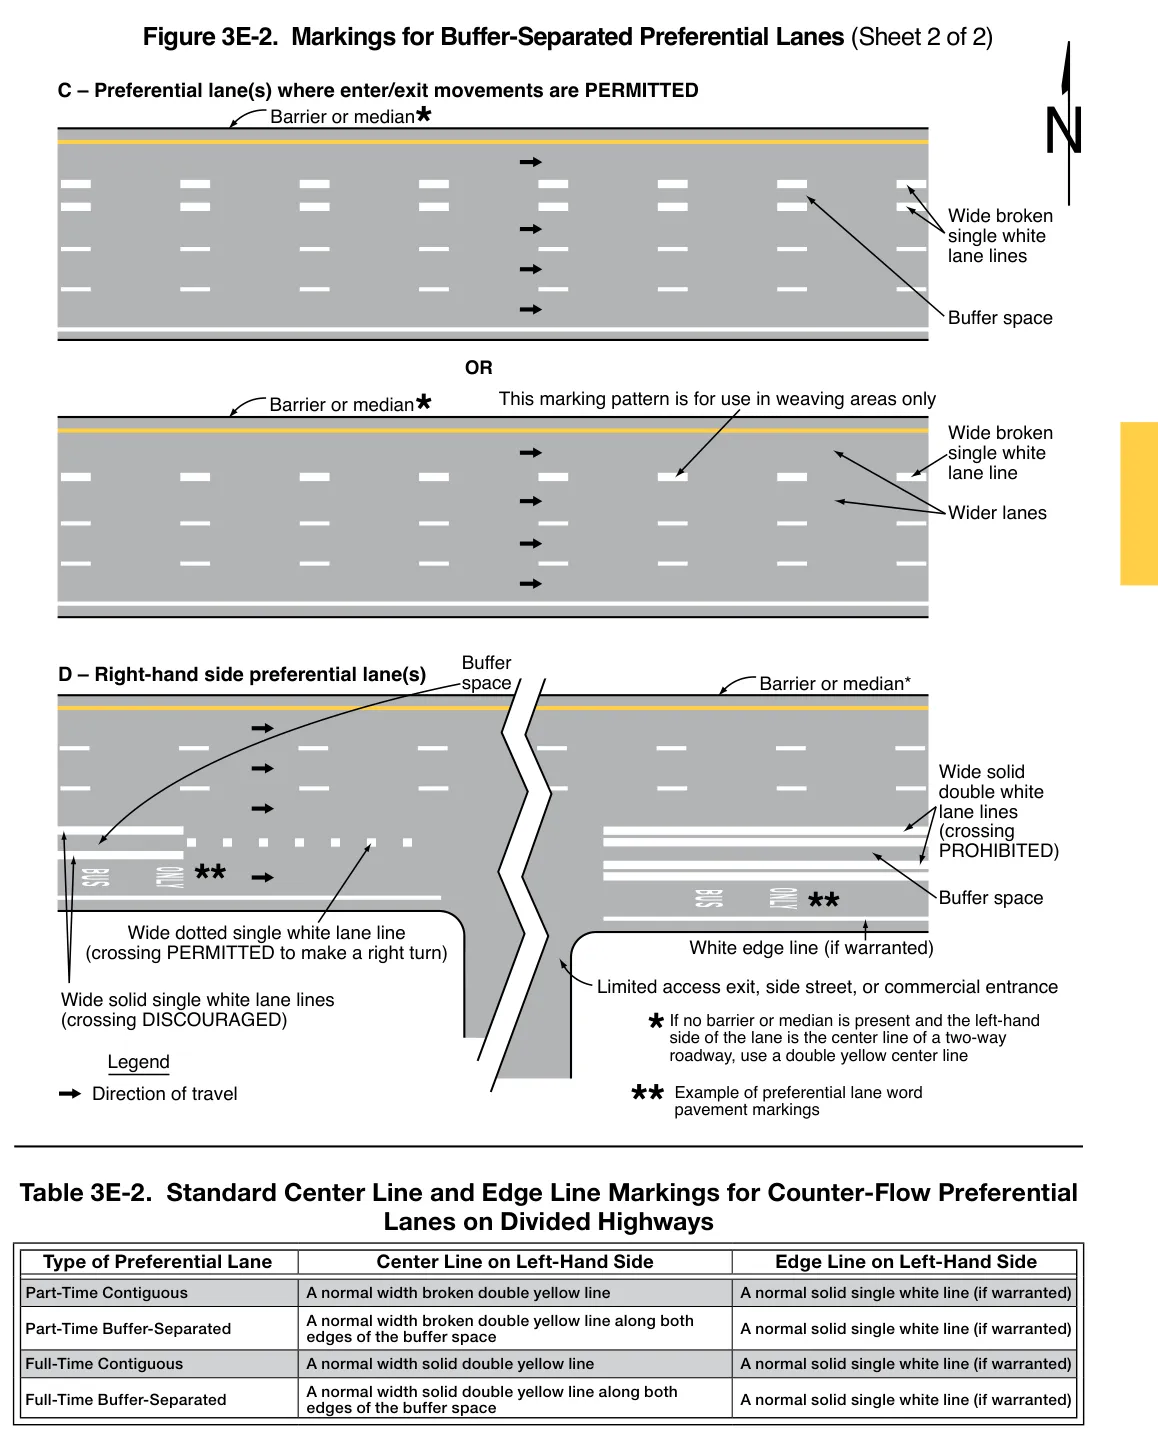 Figure 3E-2. Markings for Buffer-Separated Preferential Lanes (Sheet 2 of 2)
N
C – Preferential lane(s) where enter/exit movements are PERMITTED
Barrier or median*
Wide broken
single white
lane lines
Buffer space
OR
Barrier or median*
This marking pattern is for use in weaving areas only
Wide broken
single white
lane line
Wider lanes
D – Right-hand side preferential lane(s)
Buffer
space
Barrier or median*
Wide solid
double white
lane lines
(crossing
PROHIBITED)
BUS ONLY **
BUS ONLY **
Buffer space
Wide dotted single white lane line
(crossing PERMITTED to make a right turn)
White edge line (if warranted)
Wide solid single white lane lines
(crossing DISCOURAGED)
Limited access exit, side street, or commercial entrance
Legend
Direction of travel
* If no barrier or median is present and the left-hand
side of the lane is the center line of a two-way
roadway, use a double yellow center line
** Example of preferential lane word
pavement markings
Table 3E-2. Standard Center Line and Edge Line Markings for Counter-Flow Preferential
Lanes on Divided Highways
Type of Preferential Lane Center Line on Left-Hand Side Edge Line on Left-Hand Side
Part-Time Contiguous A normal width broken double yellow line A normal solid single white line (if warranted)
Part-Time Buffer-Separated A normal width broken double yellow line along both
edges of the buffer space A normal solid single white line (if warranted)
Full-Time Contiguous A normal width solid double yellow line A normal solid single white line (if warranted)
Full-Time Buffer-Separated A normal width solid double yellow line along both
edges of the buffer space A normal solid single white line (if warranted)